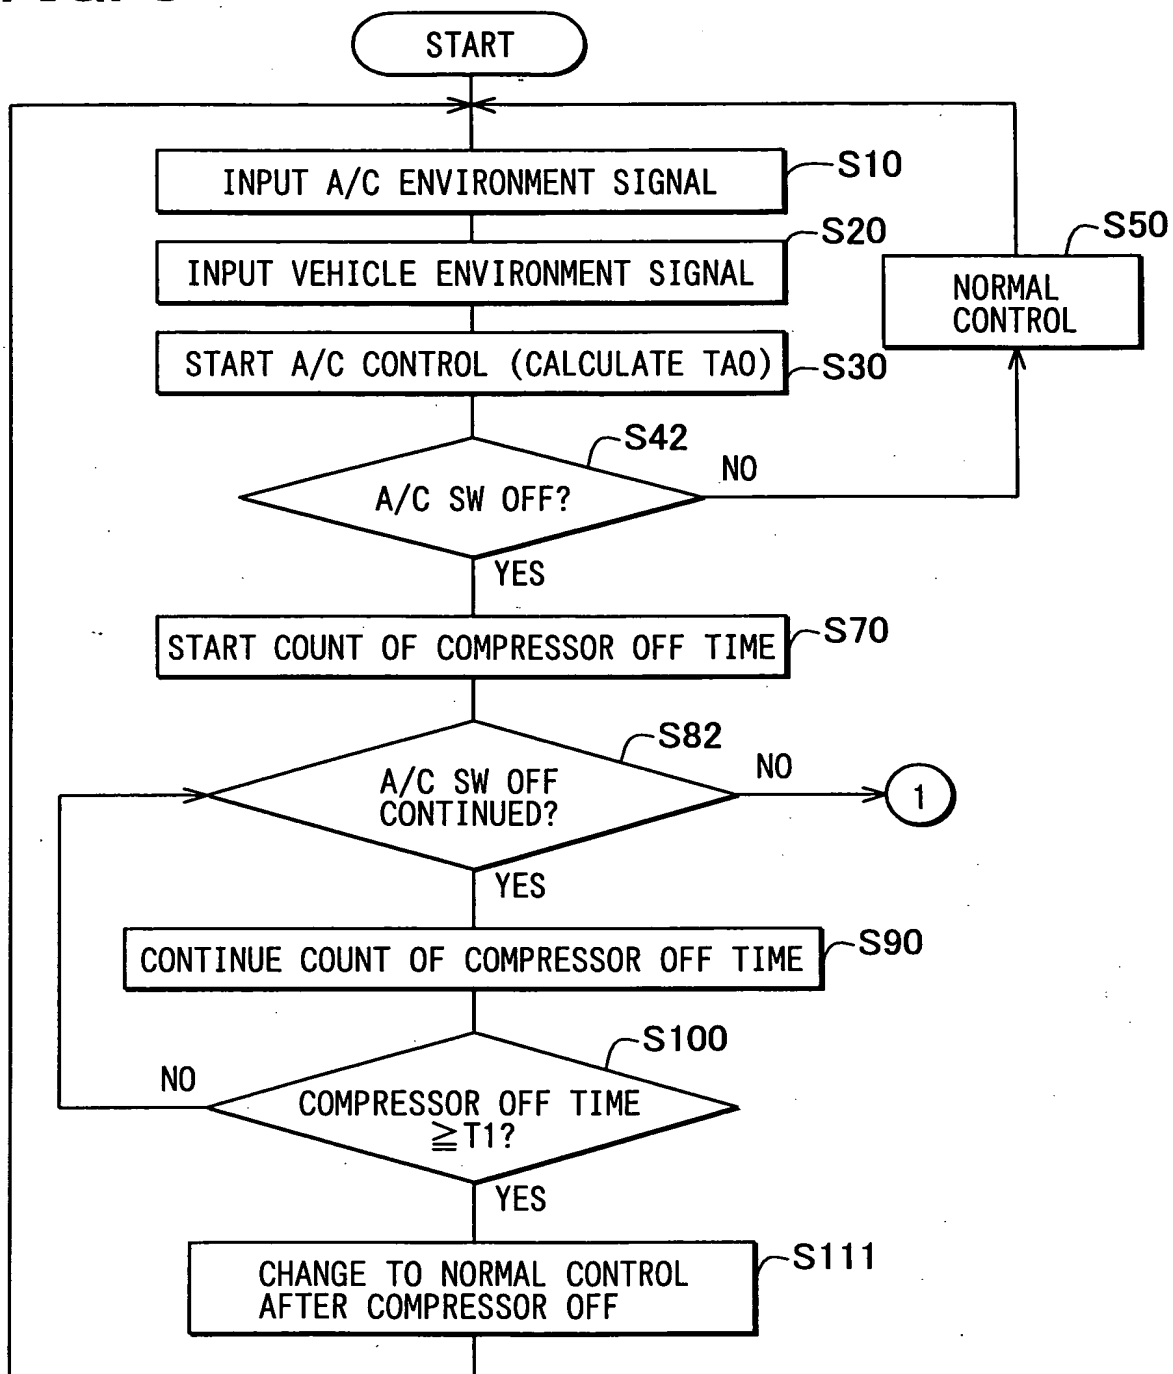 START
INPUT A/C ENVIRONMENT SIGNAL
S10
INPUT VEHICLE ENVIRONMENT SIGNAL
S20
S50
NORMAL
CONTROL
START A/C CONTROL (CALCULATE TAO)
S30
S42
A/C SW OFF?
NO
YES
START COUNT OF COMPRESSOR OFF TIME
S70
S82
A/C SW OFF
CONTINUED?
NO
1
YES
CONTINUE COUNT OF COMPRESSOR OFF TIME
S90
S100
NO
COMPRESSOR OFF TIME
≧T1?
YES
S111
CHANGE TO NORMAL CONTROL
AFTER COMPRESSOR OFF